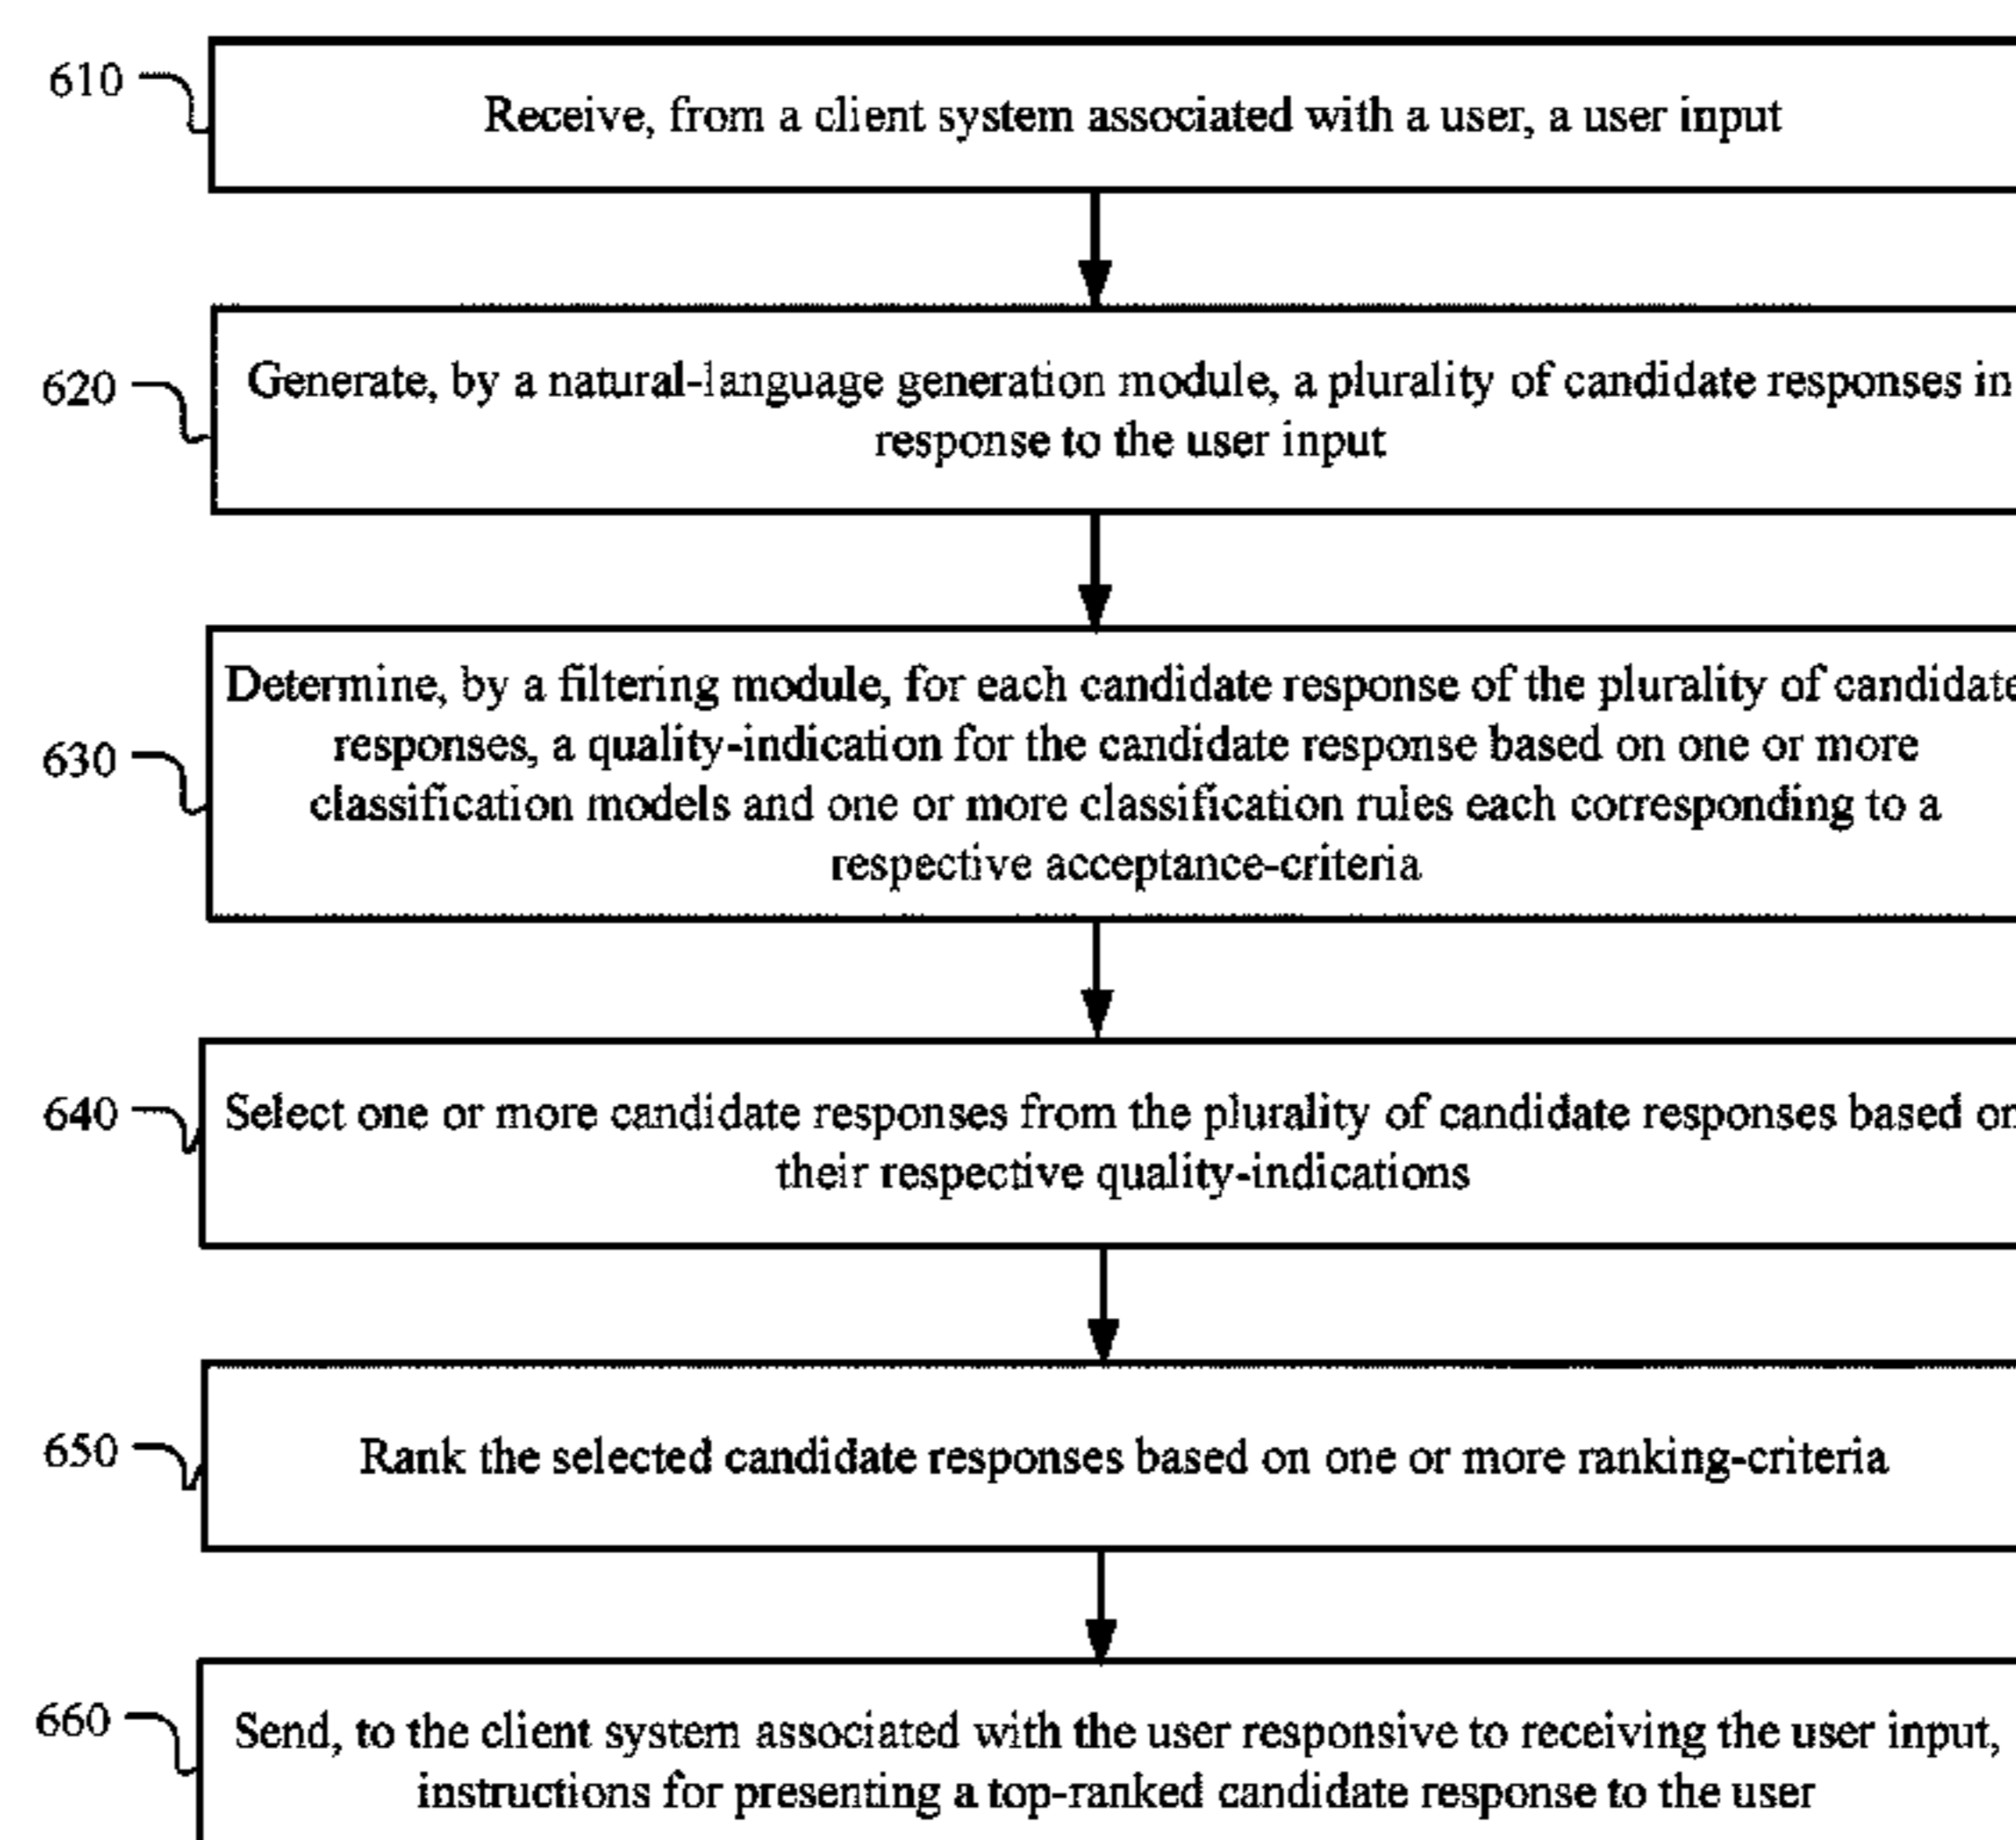 610
Receive, from a client system associated with a user, a user input
620
Generate, by a natural-language generation module, a plurality of candidate responses in
response to the user input
630
Determine, by a filtering module, for each candidate response of the plurality of candidate
responses, a quality-indication for the candidate response based on one or more
classification models and one or more classification rules each corresponding to a
respective acceptance-criteria
640
Select one or more candidate responses from the plurality of candidate responses based on
their respective quality-indications
650
Rank the selected candidate responses based on one or more ranking-criteria
660
Send, to the client system associated with the user responsive to receiving the user input,
instructions for presenting a top-ranked candidate response to the user